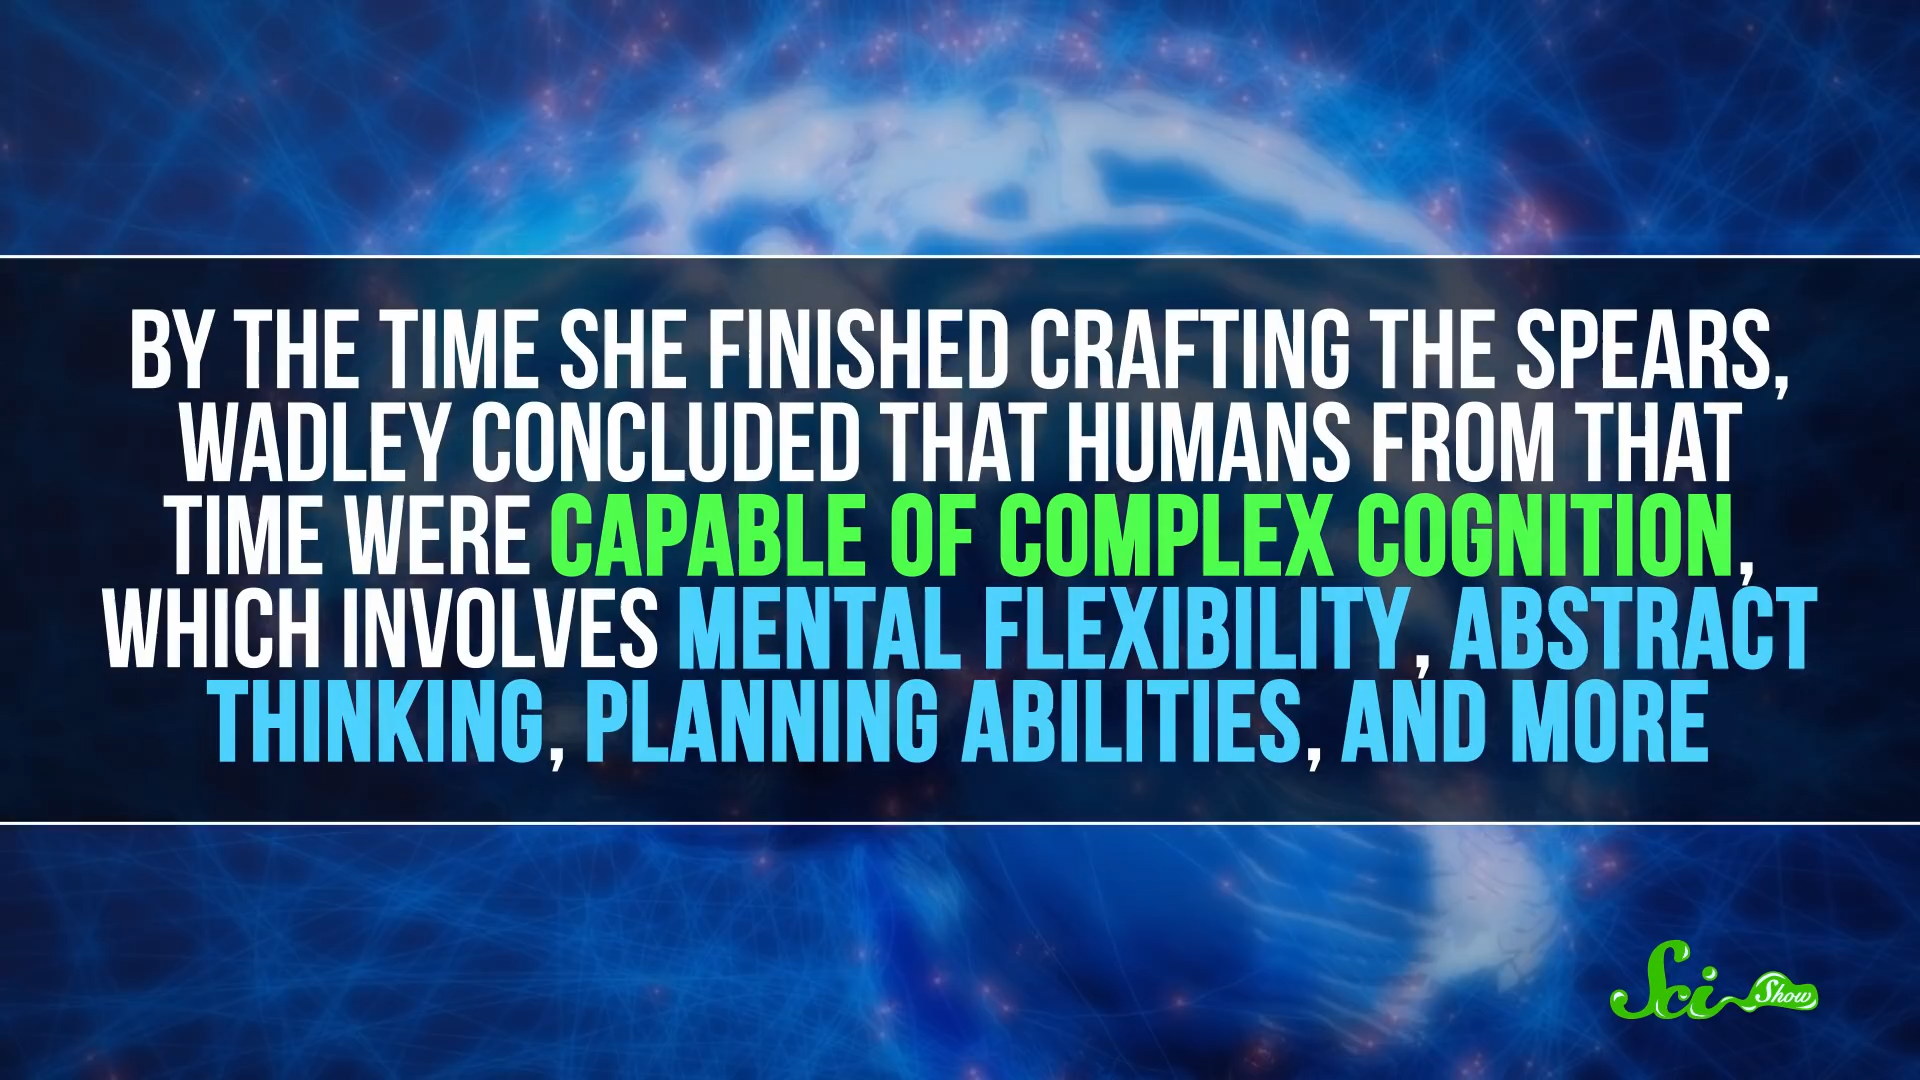 BY THE TIME SHE FINISHED CRAFTING THE SPEARS,
WADLEY CONCLUDED THAT HUMANS FROM THAT
TIME WERE CAPABLE OF COMPLEX COGNITION,
WHICH INVOLVES MENTAL FLEXIBILITY, ABSTRACT
THINKING, PLANNING ABILITIES, AND MORE
Sci Show